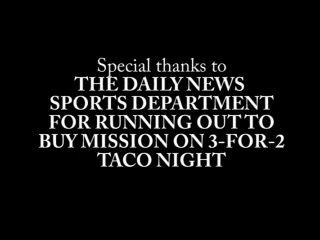 Special thanks to
THE DAILY NEWS
SPORTS DEPARTMENT
FOR RUNNING OUT TO
BUY MISSION ON 3-FOR-2
TACO NIGHT